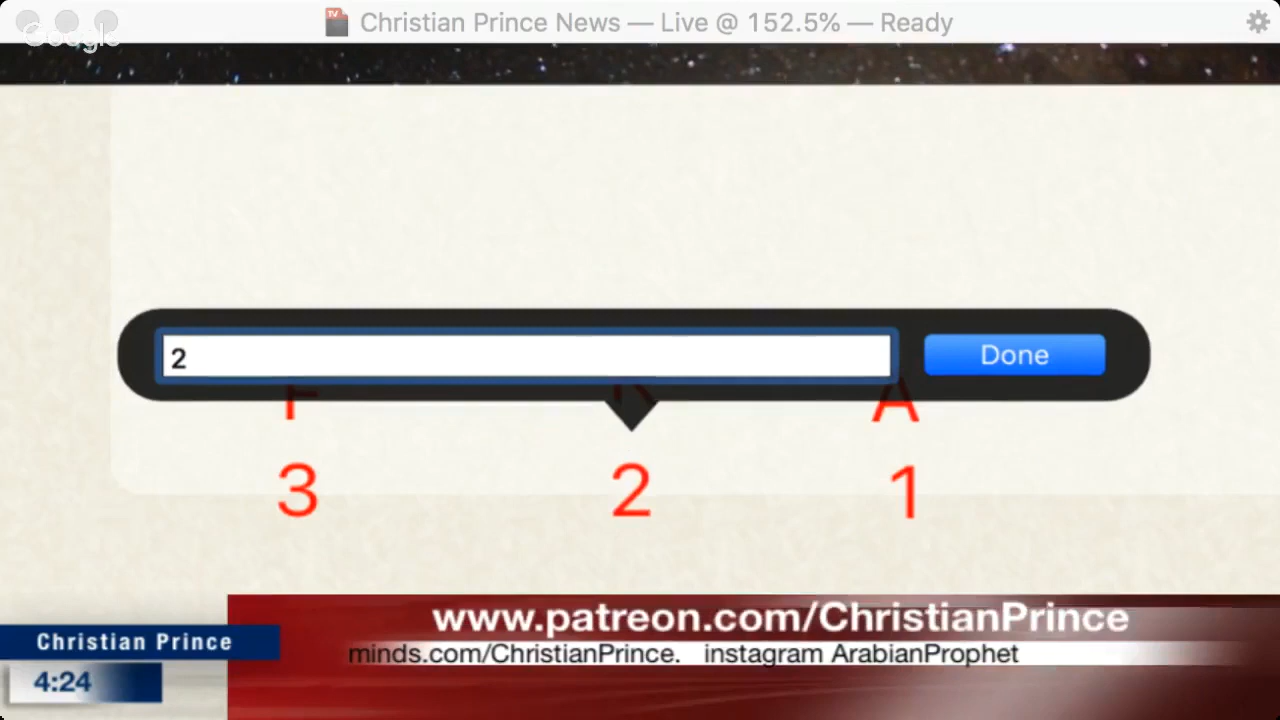 Christian Prince News — Live @ 152.5% — Ready
Google
2
Done
A
3 2 1
www.patreon.com/ChristianPrince
Christian Prince
minds.com/ChristianPrince. instagram ArabianProphet
4:24